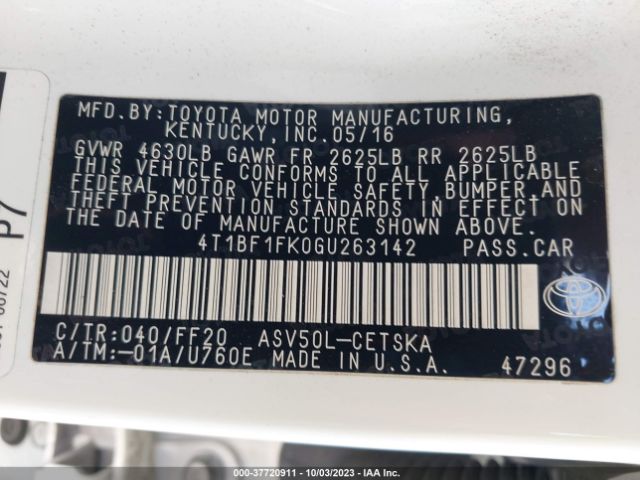 MFD.BY:TOYOTA MOTOR MANUFACTURING,
KENTUCKY,INC.05/16
GVWR 4630LB GAWR FR 2625LB RR 2625LB
THIS VEHICLE CONFORMS TO ALL APPLICABLE
FEDERAL MOTOR VEHICLE SAFETY,BUMPER,AND
THEFT PREVENTION STANDARDS IN EFFECT ON
THE DATE OF MANUFACTURE SHOWN ABOVE.
4T1BF1FK0GU263142 PASS.CAR
C/TR:040/FF20 ASV50L-CETSKA
A/TM:-01A/U760E MADE IN U.S.A. 47296
P7
000-37720911 - 10/03/2023 - IAA Inc.